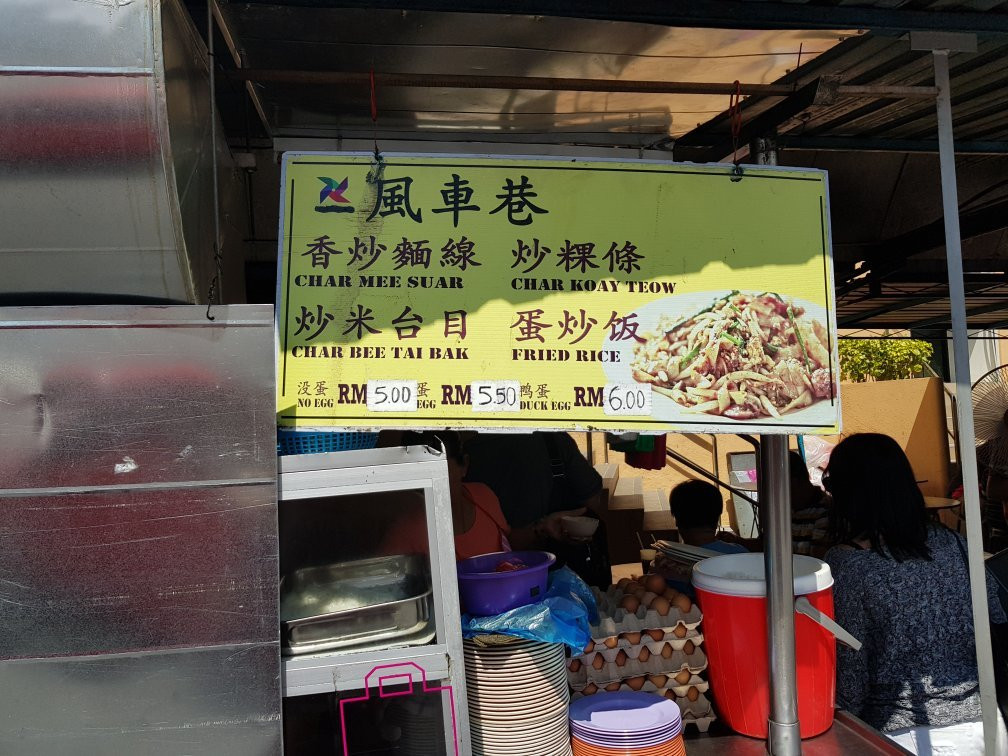 風車巷
香炒麵線 炒粿條
CHAR MEE SUAR CHAR KOAY TEOW
炒米台目 蛋炒饭
CHAR BEE TAI BAK FRIED RICE
没蛋 RM 5.00 蛋 RM 5.50 鸭蛋 RM 6.00
NO EGG EGG DUCK EGG